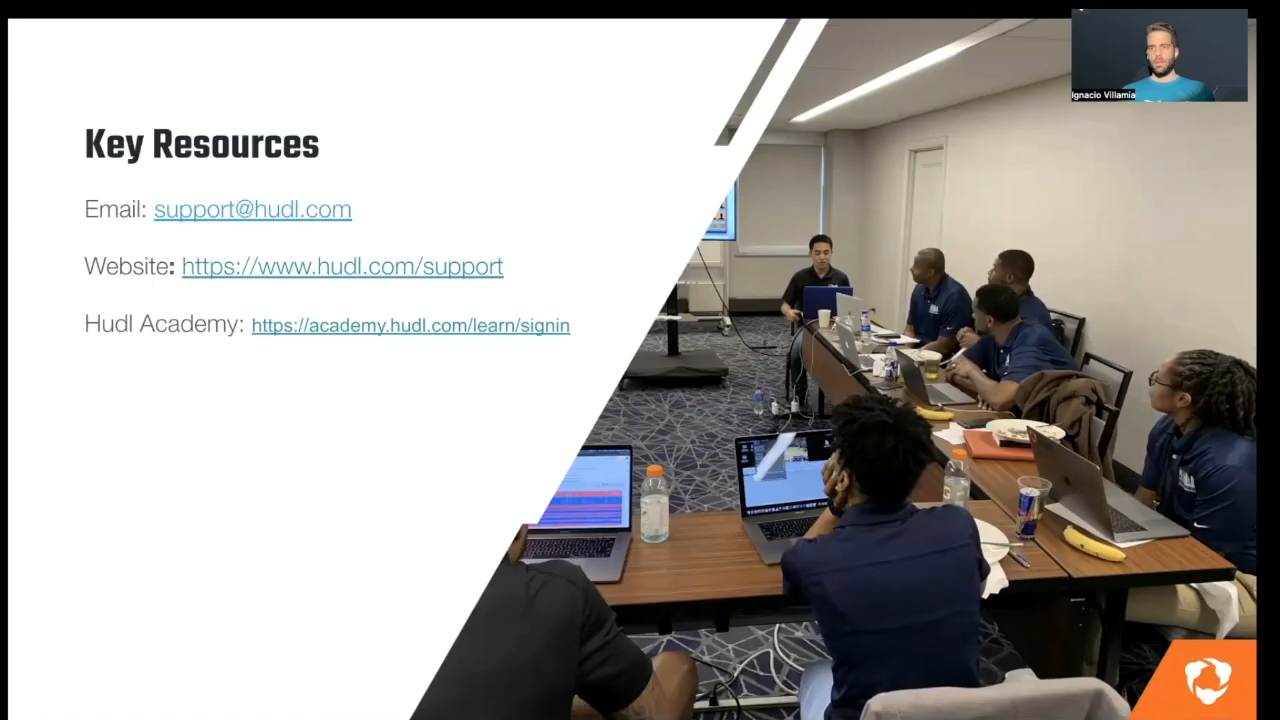 Ignacio Villamia
Key Resources
Email: support@hudl.com
Website: https://www.hudl.com/support
Hudl Academy: https://academy.hudl.com/learn/signin